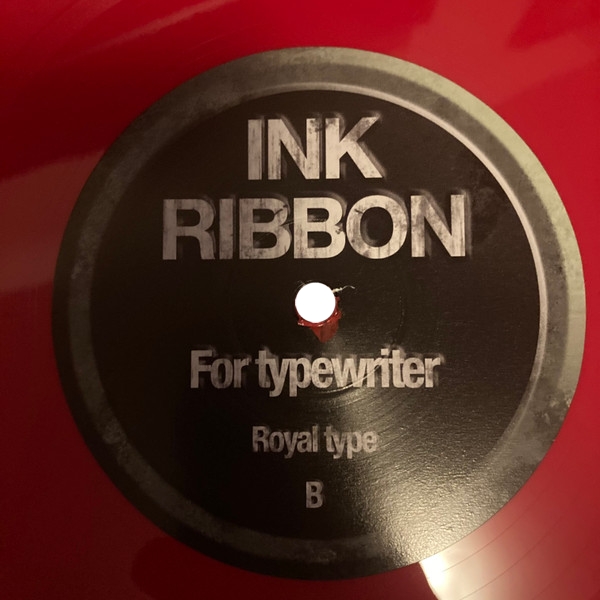 INK
RIBBON
For typewriter
Royal type
B